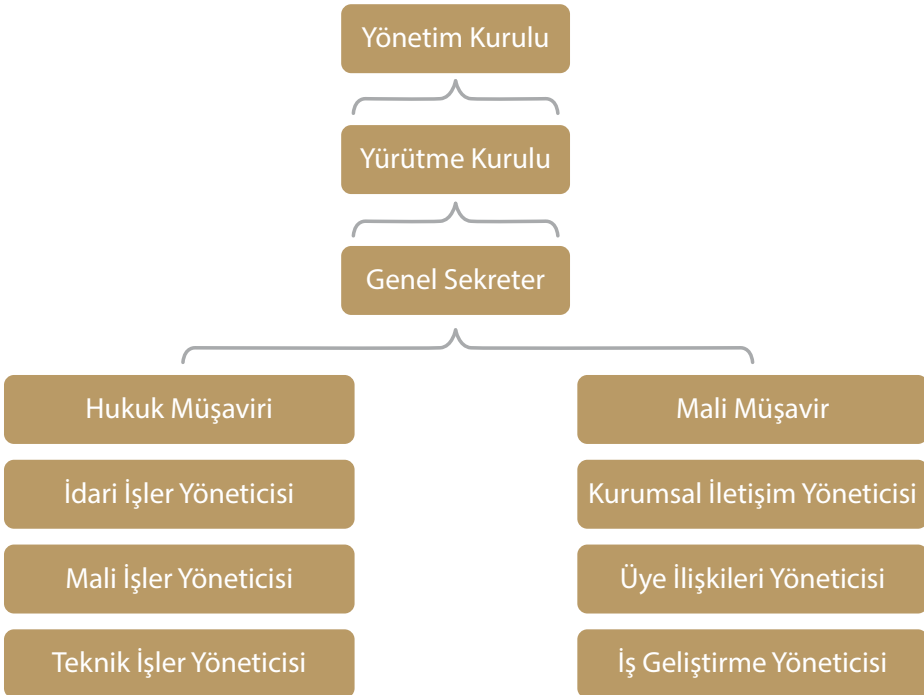 Yönetim Kurulu
Yürütme Kurulu
Genel Sekreter
Hukuk Müşaviri
Mali Müşavir
İdari İşler Yöneticisi
Kurumsal İletişim Yöneticisi
Mali İşler Yöneticisi
Üye İlişkileri Yöneticisi
Teknik İşler Yöneticisi
İş Geliştirme Yöneticisi